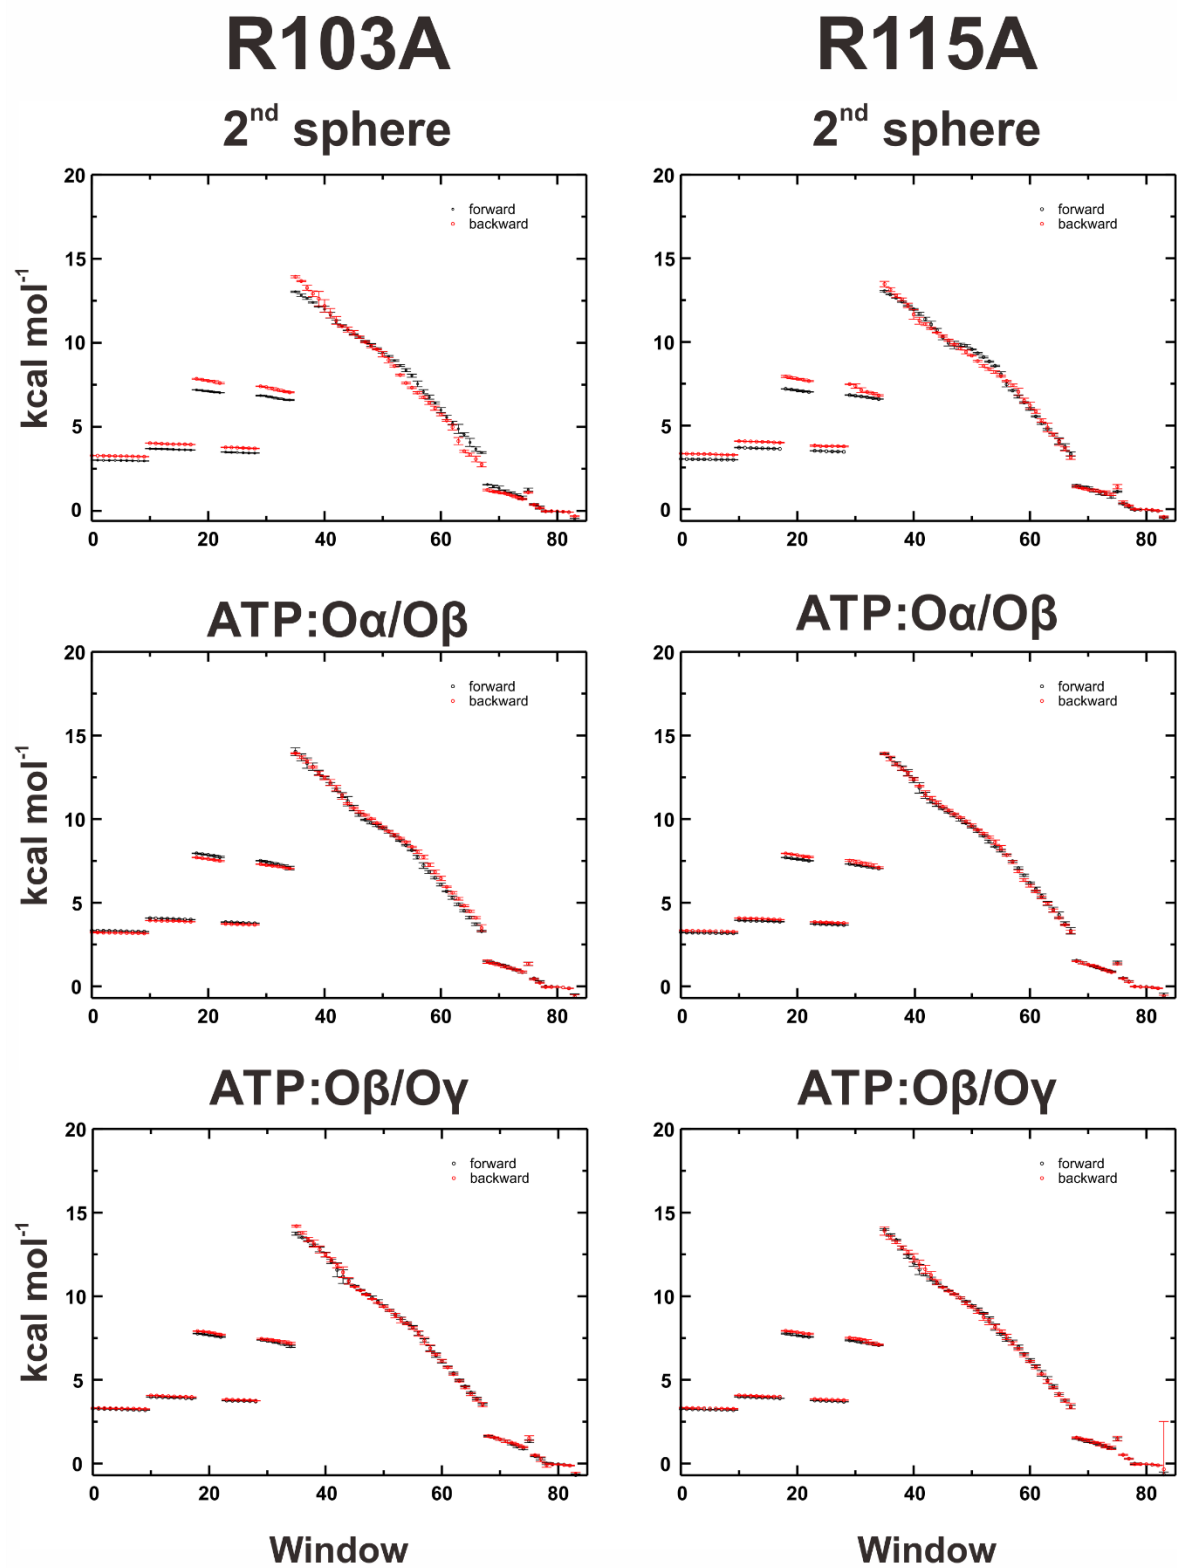 R103A R115A
2nd sphere 2nd sphere
20 20
forward forward
backward backward
15 15
kcal mol-1
10 10
5 5
0 0
0 20 40 60 80 0 20 40 60 80
ATP:Oα/Oβ ATP:Oα/Oβ
20 20
forward forward
backward backward
15 15
kcal mol-1
10 10
5 5
0 0
0 20 40 60 80 0 20 40 60 80
ATP:Oβ/Oγ ATP:Oβ/Oγ
20 20
forward forward
backward backward
15 15
kcal mol-1
10 10
5 5
0 0
0 20 40 60 80 0 20 40 60 80
Window Window